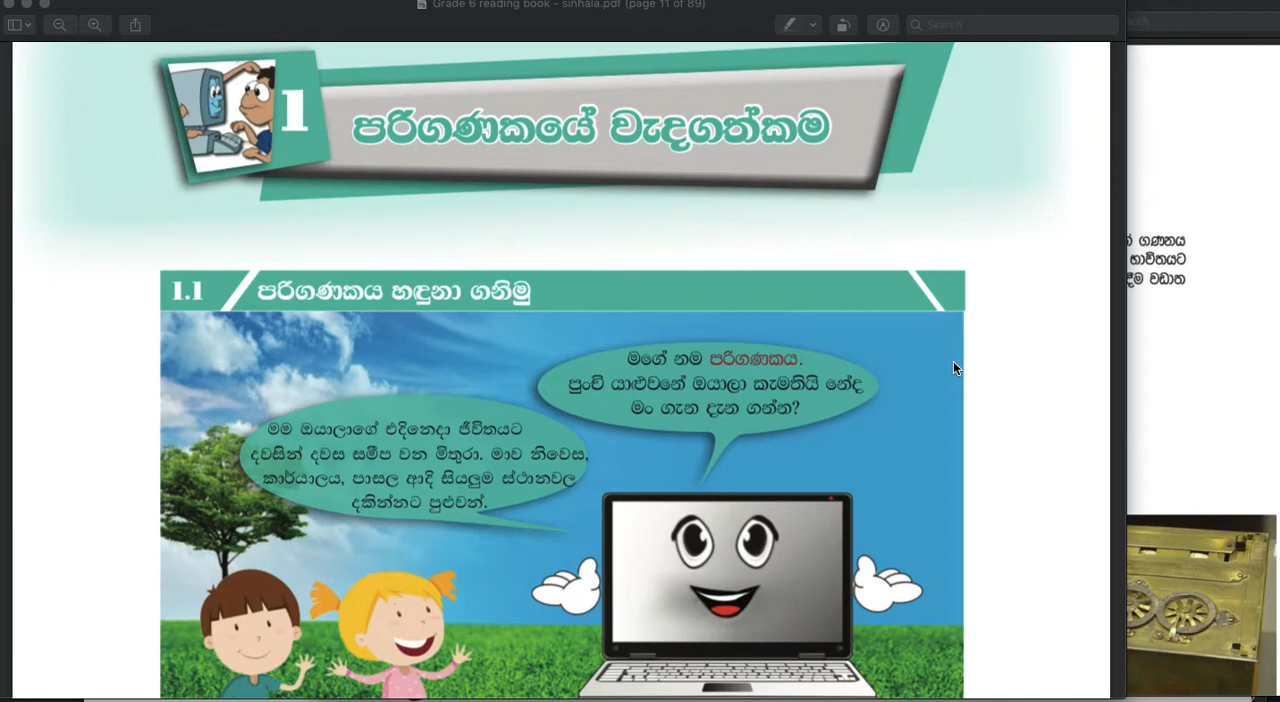 Grade 6 reading book - sinhala.pdf (page 11 of 89)
Search
1
පරිගණකයේ වැදගත්කම
1.1 පරිගණකය හඳුනා ගනිමු
මගේ නම පරිගණකය.
පුංචි යාළුවනේ ඔයාලා කැමතියි නේද
මං ගැන දැන ගන්න?
මම ඔයාලාගේ එදිනෙදා ජීවිතයට
දවසින් දවස සමීප වන මිතුරා. මාව නිවෙස,
කාර්යාලය, පාසල ආදි සියලුම ස්ථානවල
දකින්නට පුළුවන්.
ගණනය
භාවිතයට
වඩාත